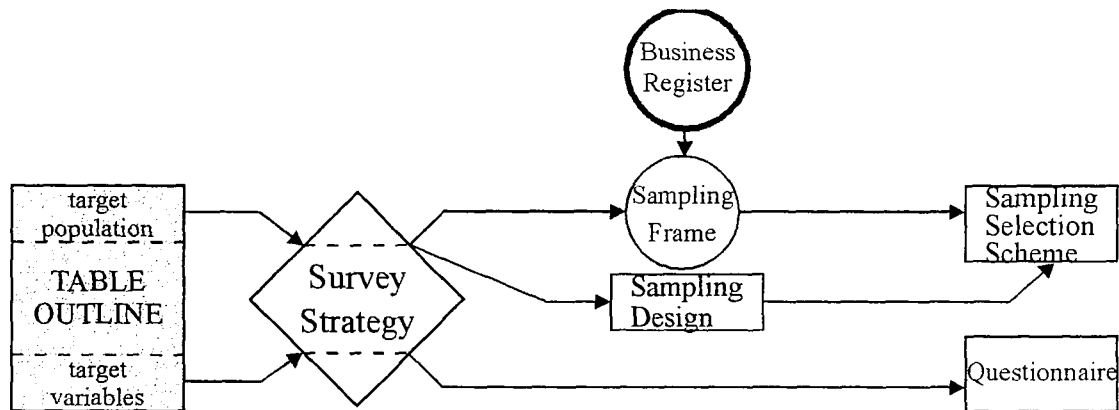 Business
Register
target
population
TABLE
OUTLINE
target
variables
Survey
Strategy
Sampling
Frame
Sampling
Design
Sampling
Selection
Scheme
Questionnaire